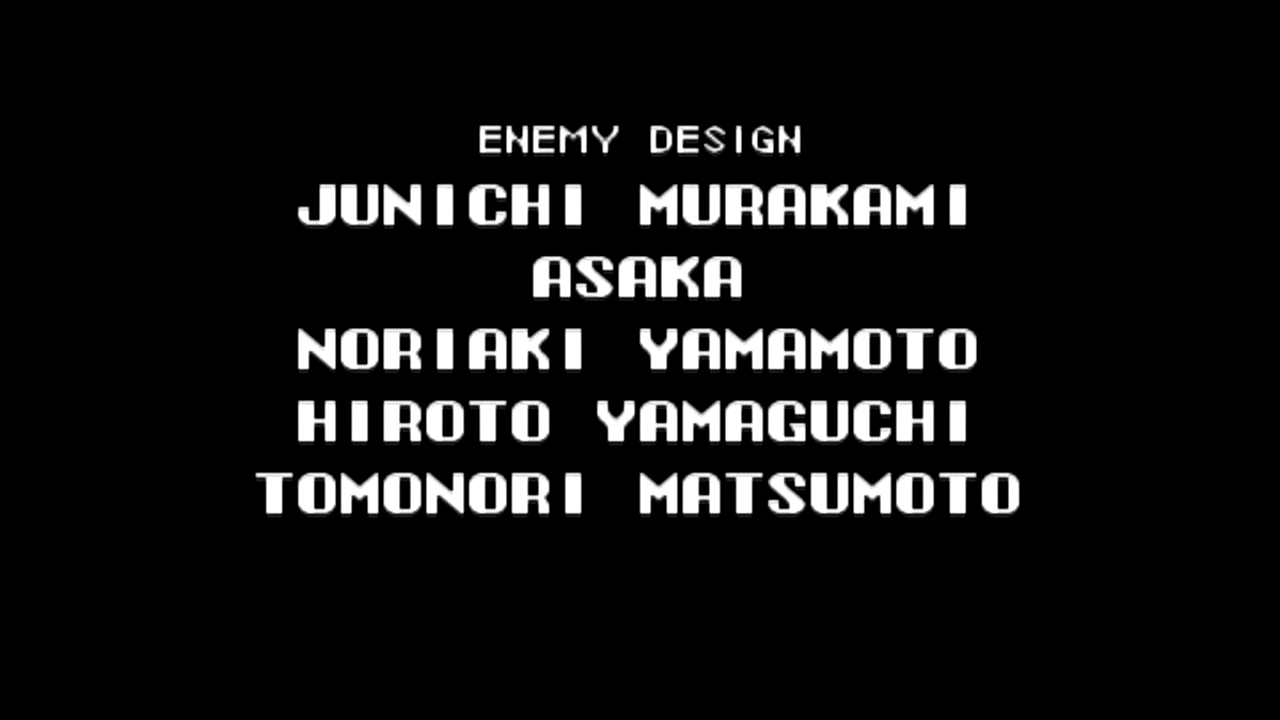 ENEMY DESIGN
JUNICHI MURAKAMI
ASAKA
NORIAKI YAMAMOTO
HIROTO YAMAGUCHI
TOMONORI MATSUMOTO